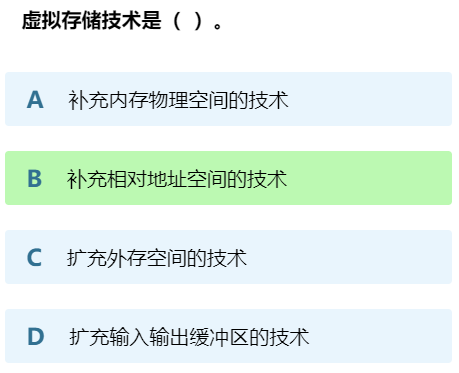 虚拟存储技术是（ ）。
A 补充内存物理空间的技术
B 补充相对地址空间的技术
C 扩充外存空间的技术
D 扩充输入输出缓冲区的技术